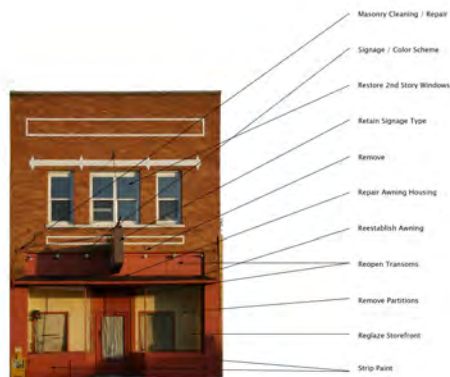 Masonry Cleaning / Repair
Signage / Color Scheme
Restore 2nd Story Windows
Retain Signage Type
Remove
Repair Awning Housing
Reestablish Awning
Reopen Transoms
Remove Partitions
Reglaze Storefront
Strip Paint